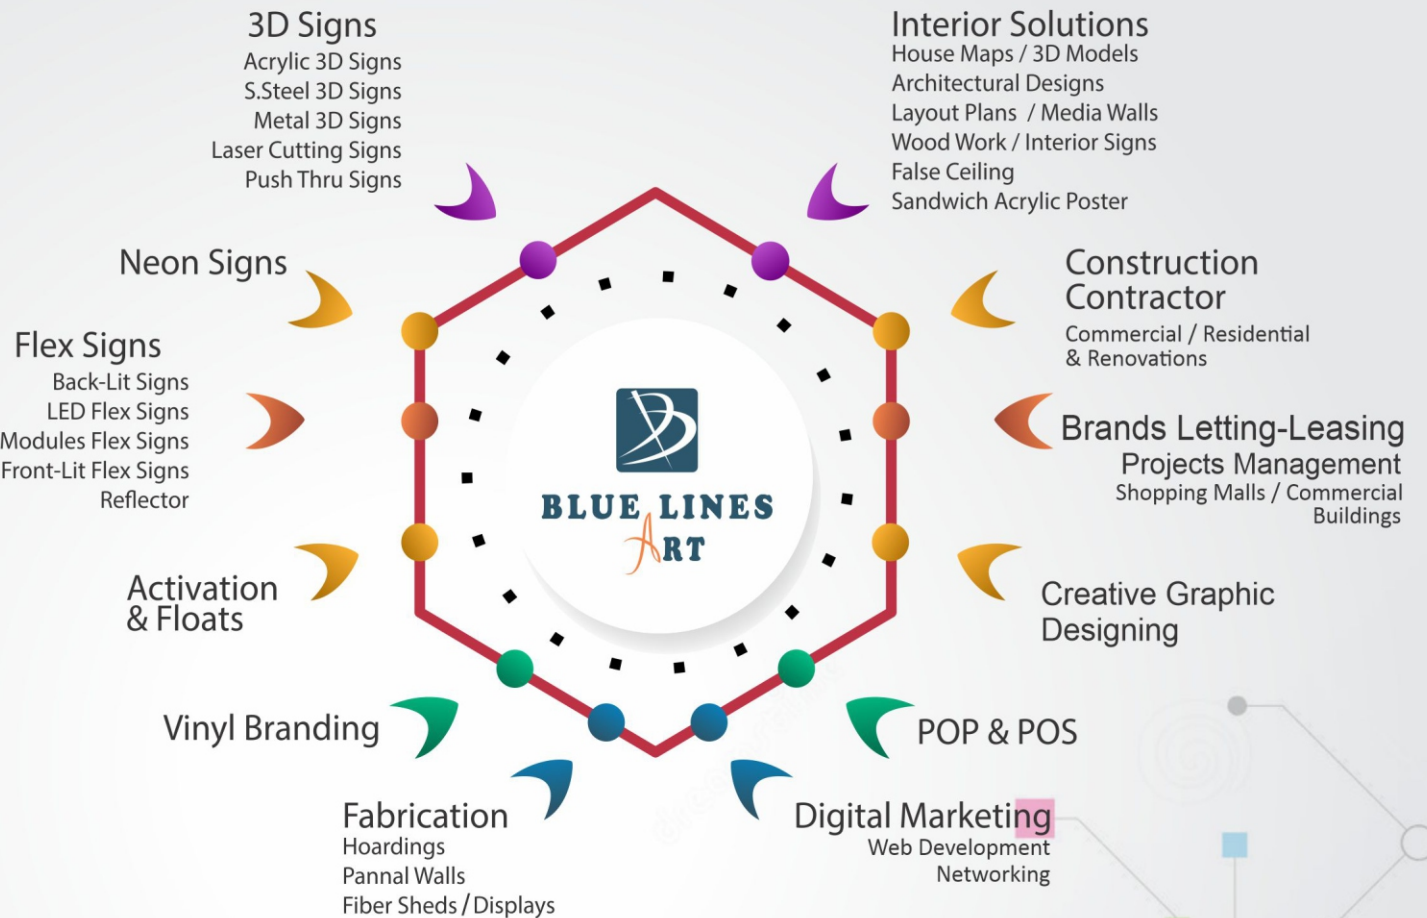 3D Signs
Acrylic 3D Signs
S.Steel 3D Signs
Metal 3D Signs
Laser Cutting Signs
Push Thru Signs
Neon Signs
Flex Signs
Back-Lit Signs
LED Flex Signs
Modules Flex Signs
Front-Lit Flex Signs
Reflector
Activation
& Floats
Vinyl Branding
Fabrication
Hoardings
Pannal Walls
Fiber Sheds / Displays
BLUE LINES
ART
Interior Solutions
House Maps / 3D Models
Architectural Designs
Layout Plans / Media Walls
Wood Work / Interior Signs
False Ceiling
Sandwich Acrylic Poster
Construction
Contractor
Commercial / Residential
& Renovations
Brands Letting-Leasing
Projects Management
Shopping Malls / Commercial
Buildings
Creative Graphic
Designing
POP & POS
Digital Marketing
Web Development
Networking